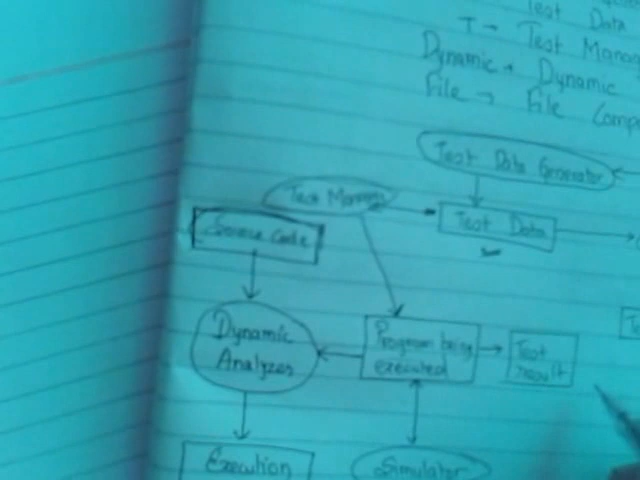 Test Data
T → Test Manag
Dynamic → Dynamic
File → File Comp
Test Data Generator
Test Manager
Test Data
Source Code
Dynamic
Analyzer
Program being
executed
Test
result
Execution
Simulator